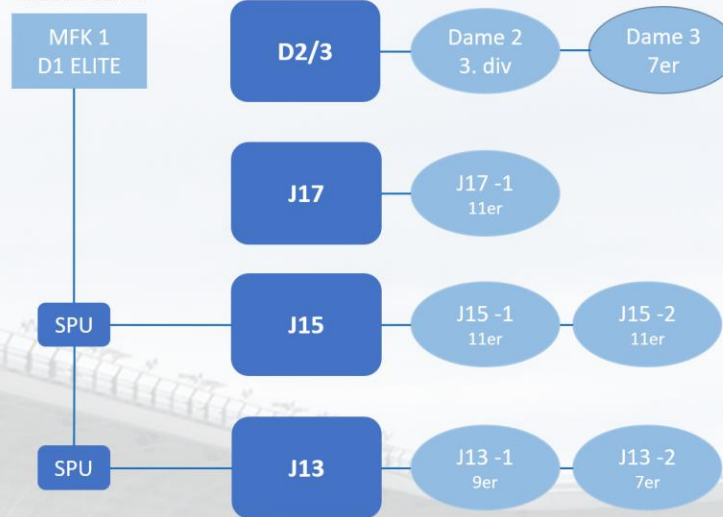 MFK 1
D1 ELITE
D2/3
Dame 2
3. div
Dame 3
7er
J17
J17 -1
11er
SPU
J15
J15 -1
11er
J15 -2
11er
SPU
J13
J13 -1
9er
J13 -2
7er